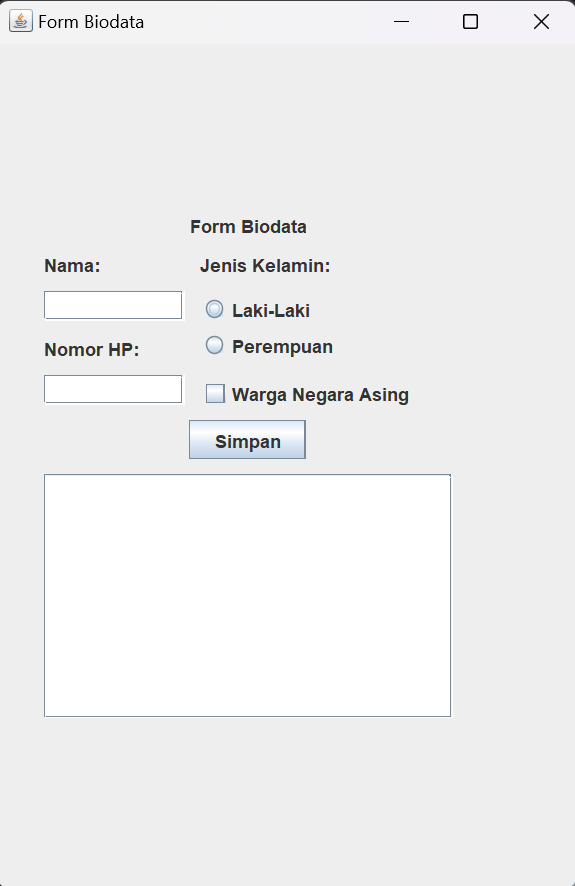 Form Biodata
Form Biodata
Nama:
Jenis Kelamin:
Laki-Laki
Nomor HP:
Perempuan
Warga Negara Asing
Simpan